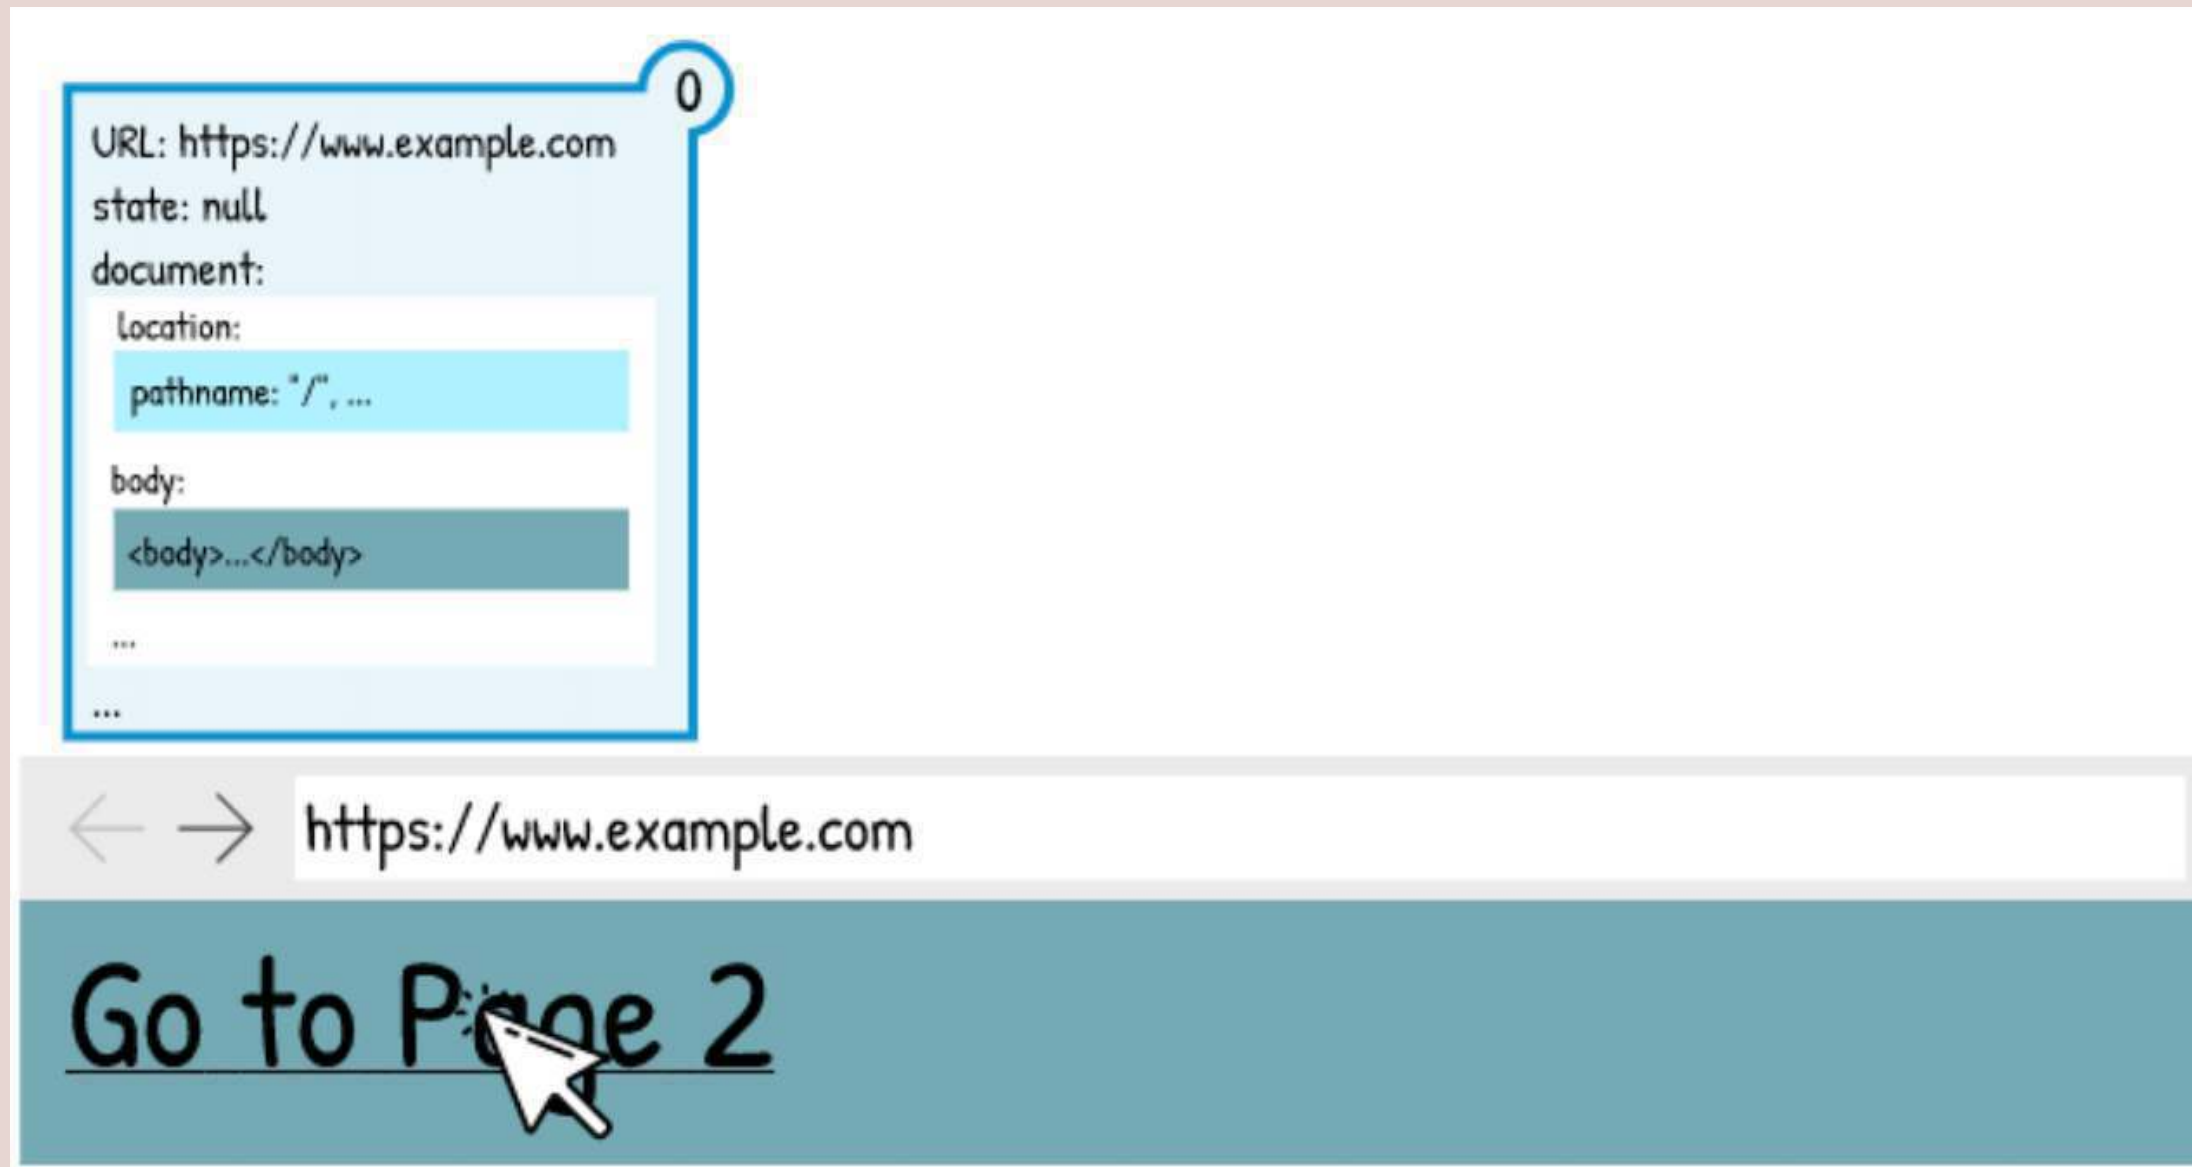 0
URL: https://www.example.com
state: null
document:
location:
pathname: "/", ...
body:
<body>...</body>
...
...
https://www.example.com
Go to Page 2